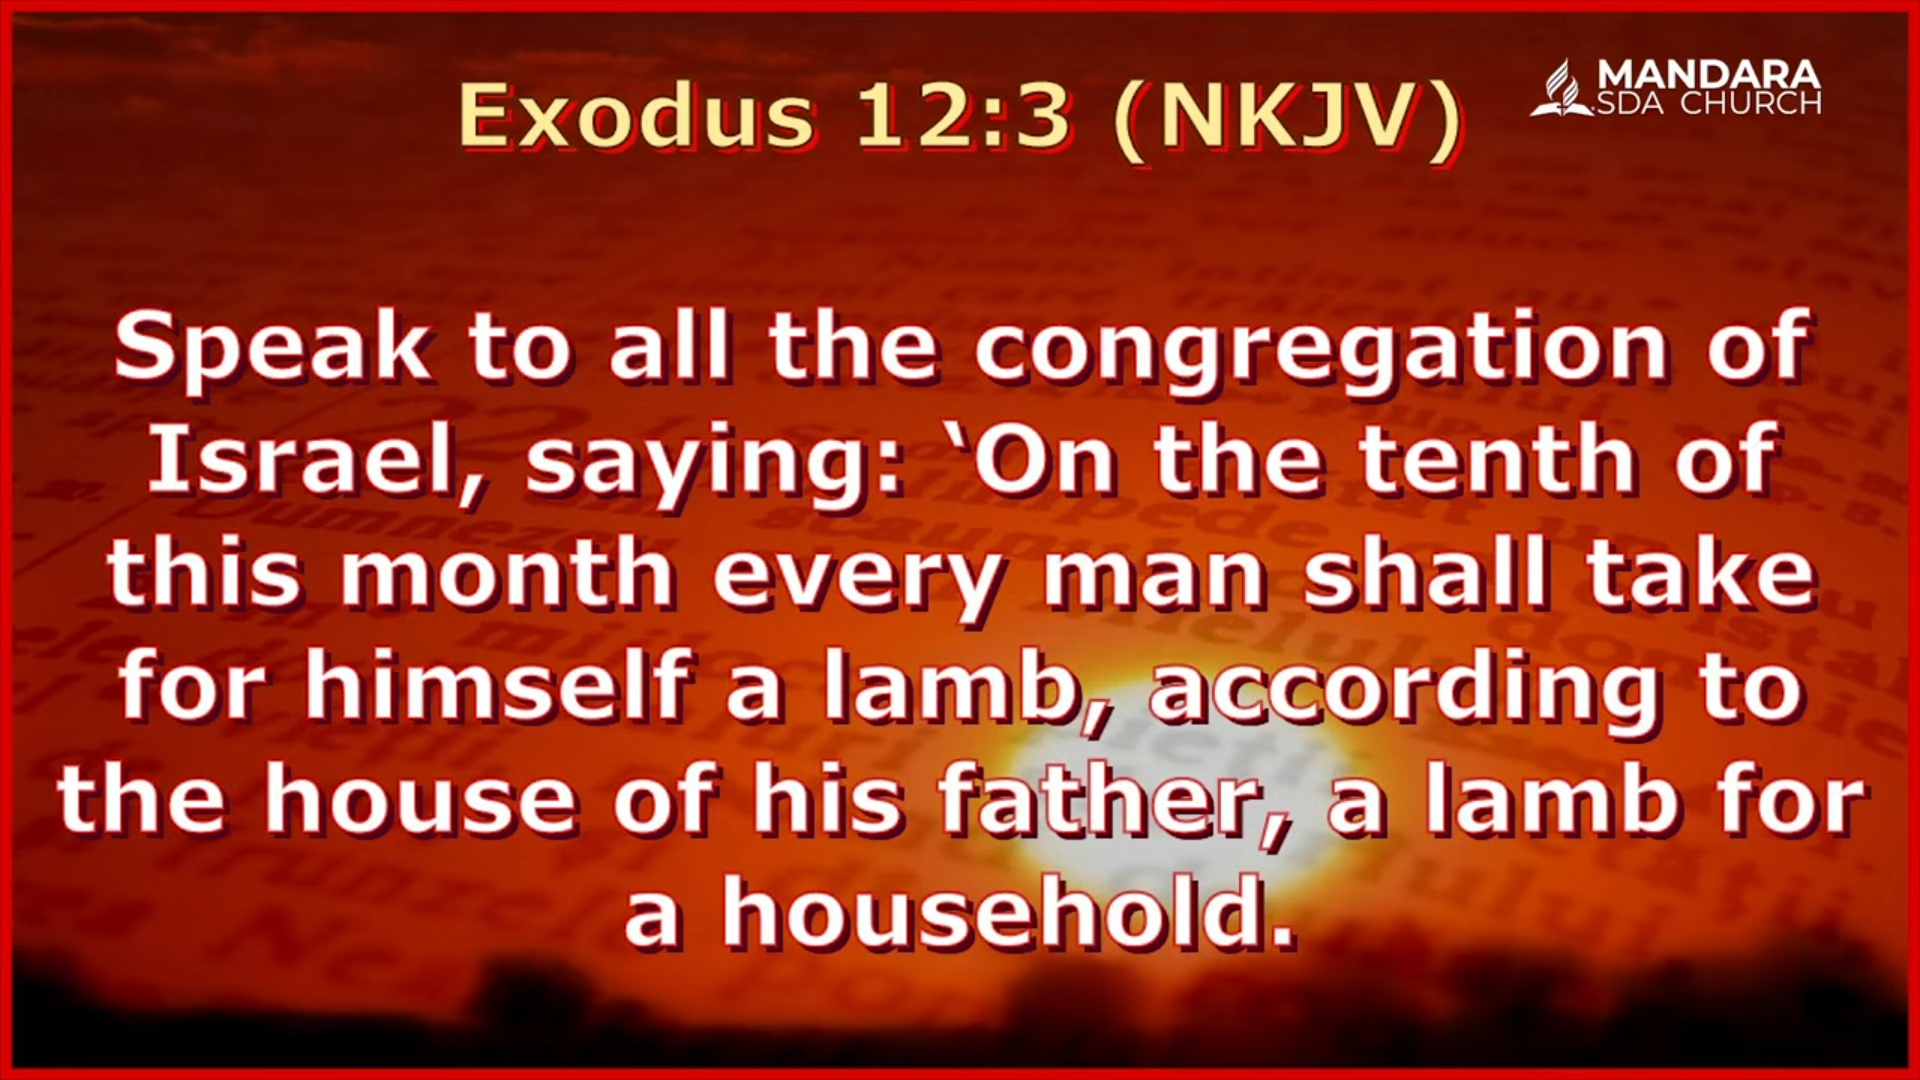 Exodus 12:3 (NKJV)
MANDARA
SDA CHURCH
Speak to all the congregation of
Israel, saying: ‘On the tenth of
this month every man shall take
for himself a lamb, according to
the house of his father, a lamb for
a household.